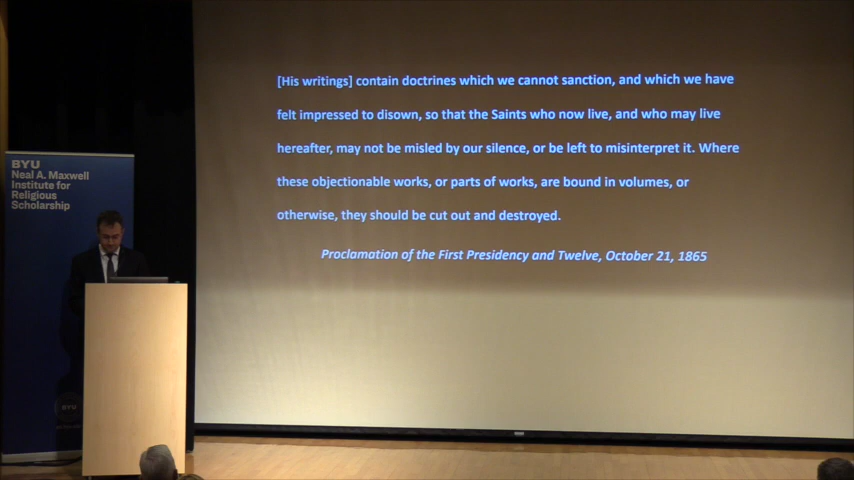 [His writings] contain doctrines which we cannot sanction, and which we have
felt impressed to disown, so that the Saints who now live, and who may live
hereafter, may not be misled by our silence, or be left to misinterpret it. Where
these objectionable works, or parts of works, are bound in volumes, or
otherwise, they should be cut out and destroyed.
Proclamation of the First Presidency and Twelve, October 21, 1865
BYU
Neal A. Maxwell
Institute for
Religious
Scholarship
BYU